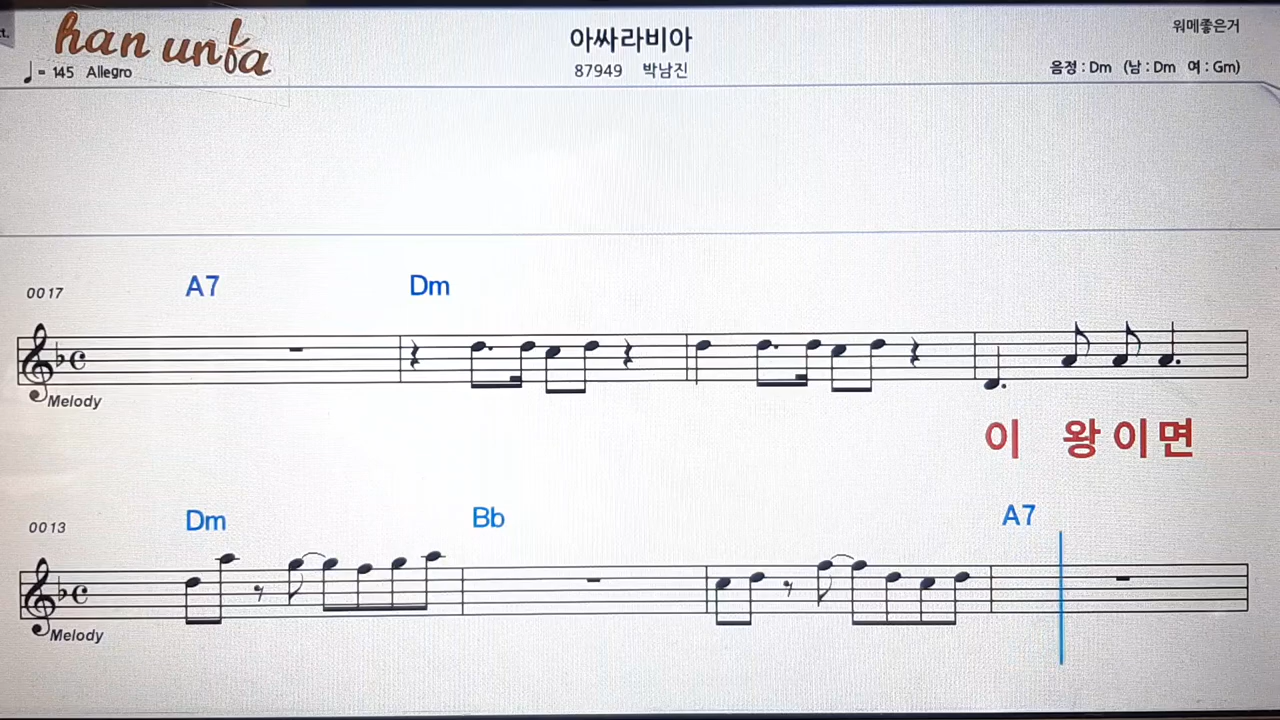 han unfa
아싸라비아
워메좋은거
♩= 145 Allegro
87949 박남진
음정 : Dm (남 : Dm 여 : Gm)
0017
A7 Dm
Melody
이 왕 이 면
0013
Dm Bb A7
Melody